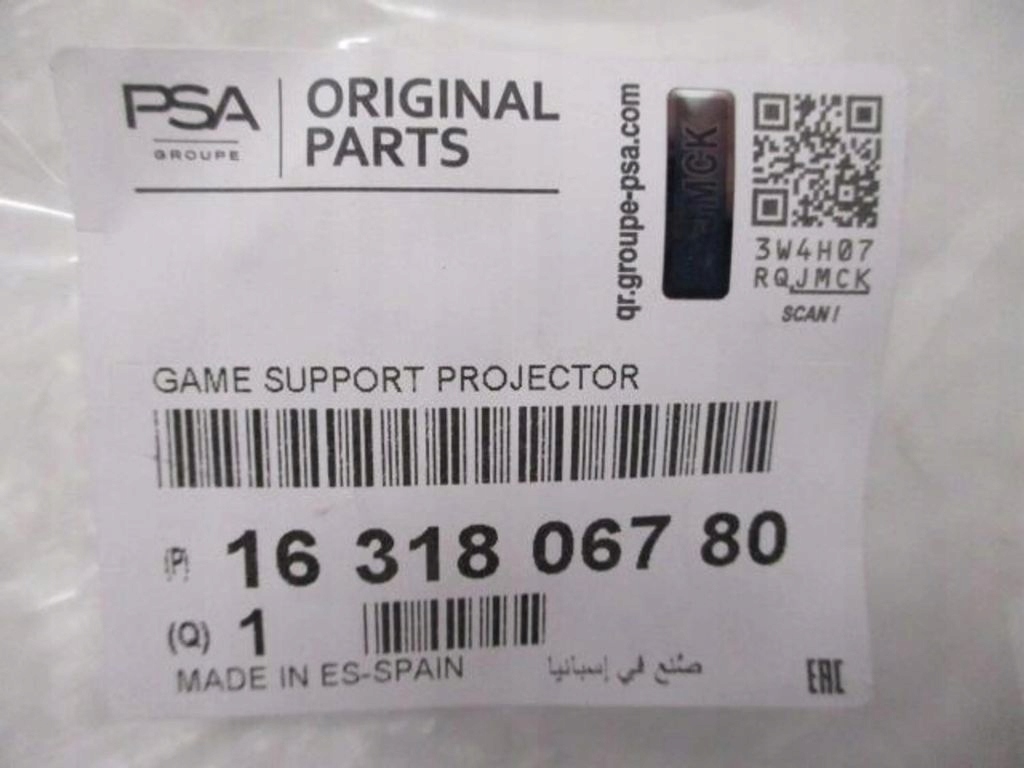 PSA
GROUPE
ORIGINAL
PARTS
qr.groupe-psa.com
JMCK
3W4H07
RQJMCK
SCAN!
GAME SUPPORT PROJECTOR
(P) 16 318 067 80
(Q) 1
MADE IN ES-SPAIN
صنع في إسبانيا
EAC